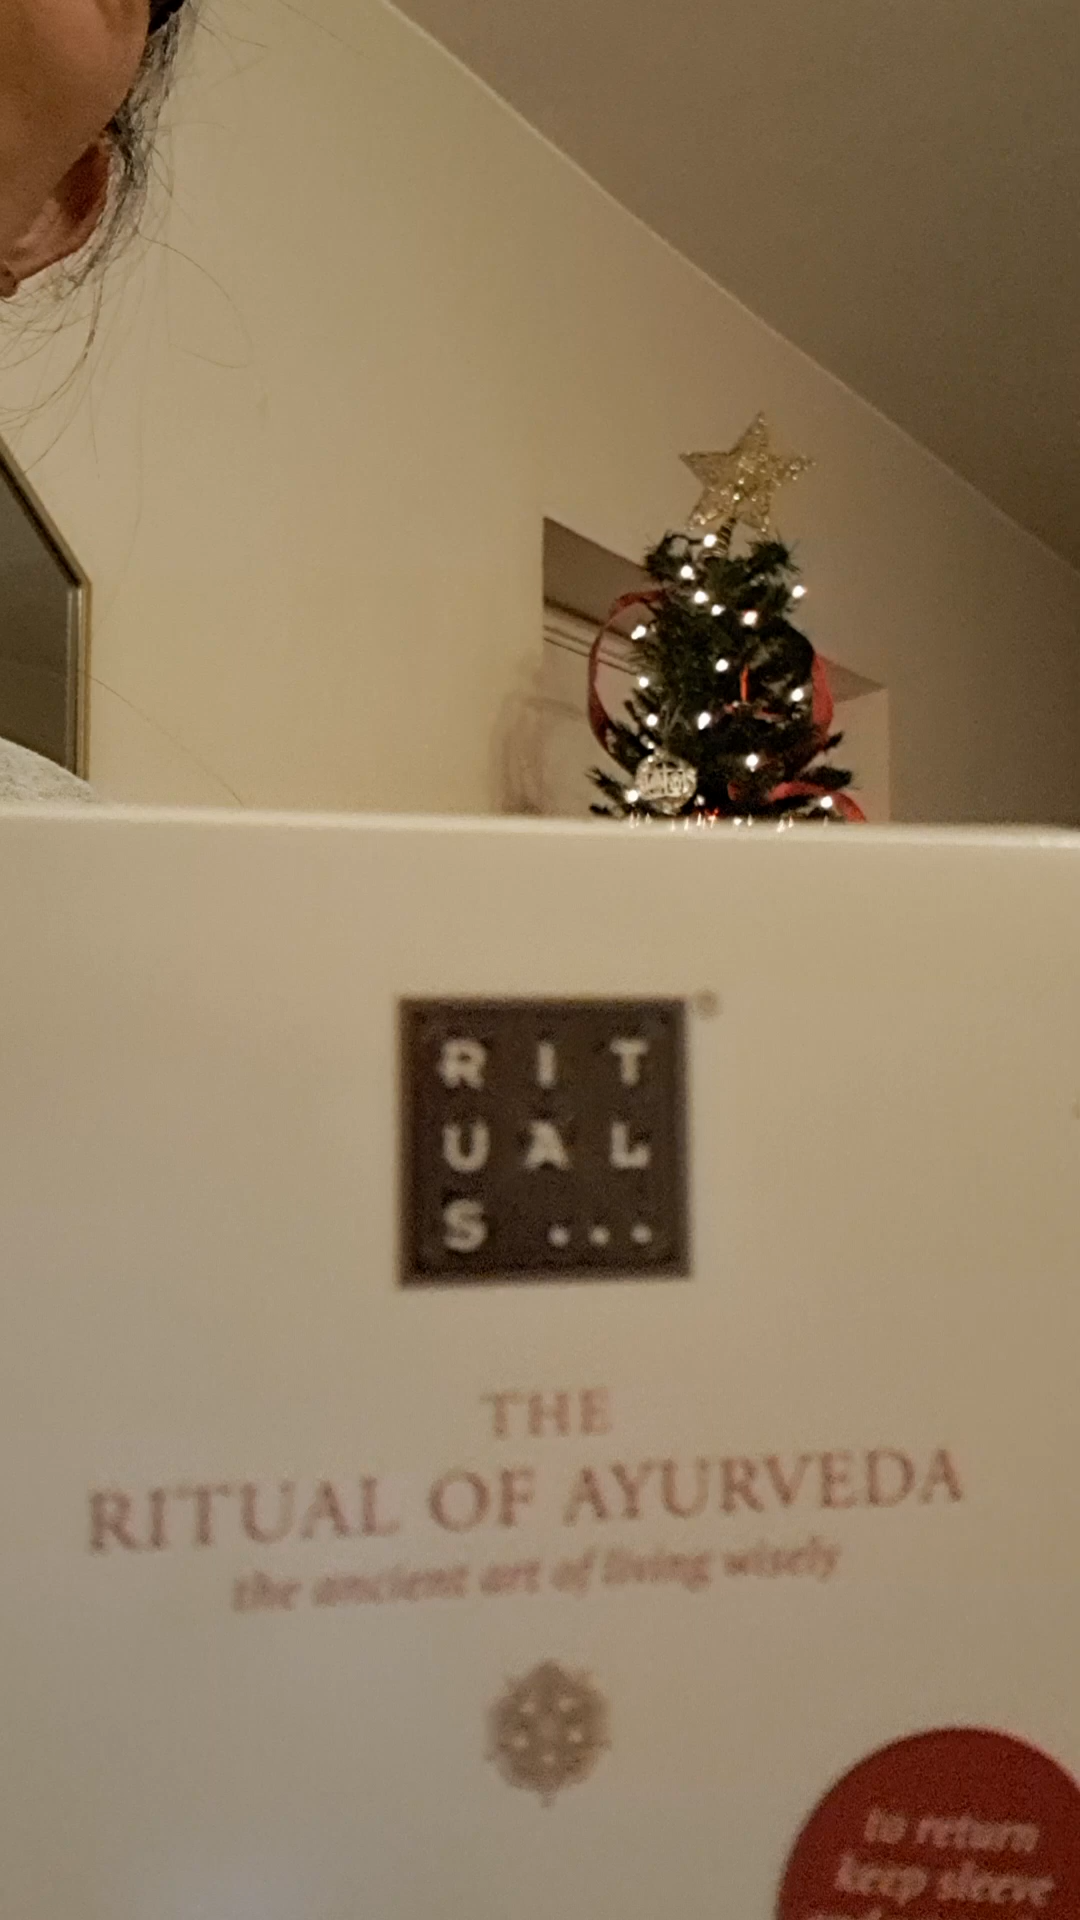 RIT
UAL
S...
THE
RITUAL OF AYURVEDA
the ancient art of living wisely
to return
keep sleeve